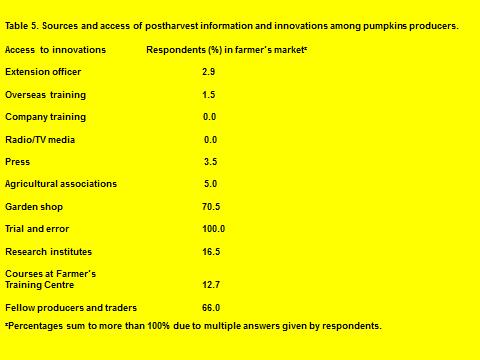 Table 5. Sources and access of postharvest information and innovations among pumpkins producers.
Access to innovations Respondents (%) in farmer´s marketᶻ
Extension officer 2.9
Overseas training 1.5
Company training 0.0
Radio/TV media 0.0
Press 3.5
Agricultural associations 5.0
Garden shop 70.5
Trial and error 100.0
Research institutes 16.5
Courses at Farmer´s
Training Centre 12.7
Fellow producers and traders 66.0
ᶻPercentages sum to more than 100% due to multiple answers given by respondents.